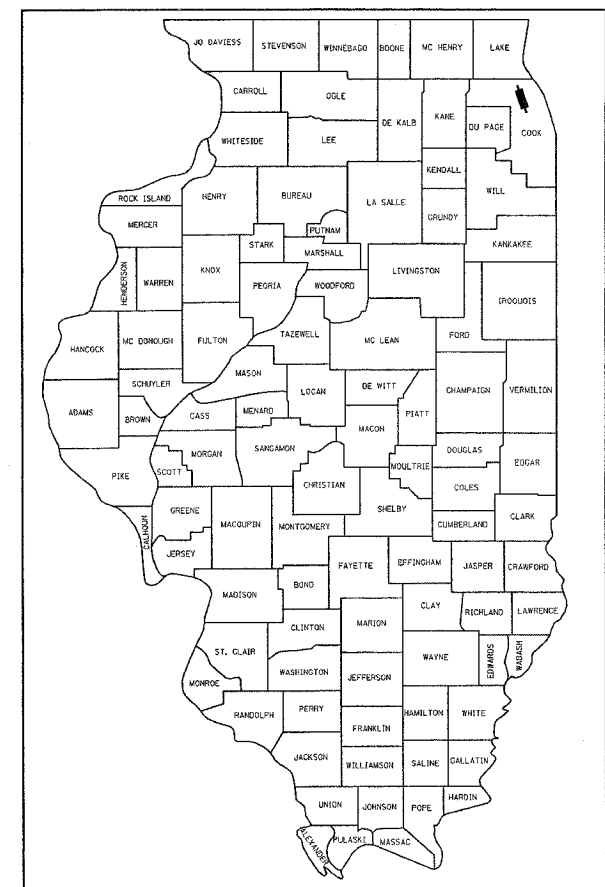 JO DAVIESS
STEVENSON
WINNEBAGO
BOONE
MC HENRY
LAKE
CARROLL
OGLE
DE KALB
KANE
DU PAGE
COOK
WHITESIDE
LEE
KENDALL
WILL
ROCK ISLAND
HENRY
BUREAU
LA SALLE
GRUNDY
MERCER
PUTNAM
STARK
MARSHALL
KANKAKEE
HENDERSON
WARREN
KNOX
PEORIA
WOODFORD
LIVINGSTON
IROQUOIS
HANCOCK
MC DONOUGH
FULTON
TAZEWELL
MC LEAN
FORD
SCHUYLER
MASON
LOGAN
DE WITT
CHAMPAIGN
VERMILION
ADAMS
BROWN
CASS
MENARD
PIATT
MACON
MORGAN
SANGAMON
DOUGLAS
EDGAR
PIKE
SCOTT
CHRISTIAN
MOULTRIE
COLES
CALHOUN
GREENE
MACOUPIN
MONTGOMERY
SHELBY
CUMBERLAND
CLARK
JERSEY
FAYETTE
EFFINGHAM
JASPER
CRAWFORD
MADISON
BOND
CLAY
RICHLAND
LAWRENCE
CLINTON
MARION
ST. CLAIR
WAYNE
EDWARDS
WABASH
WASHINGTON
JEFFERSON
MONROE
RANDOLPH
PERRY
HAMILTON
WHITE
FRANKLIN
JACKSON
WILLIAMSON
SALINE
GALLATIN
UNION
JOHNSON
POPE
HARDIN
ALEXANDER
PULASKI
MASSAC